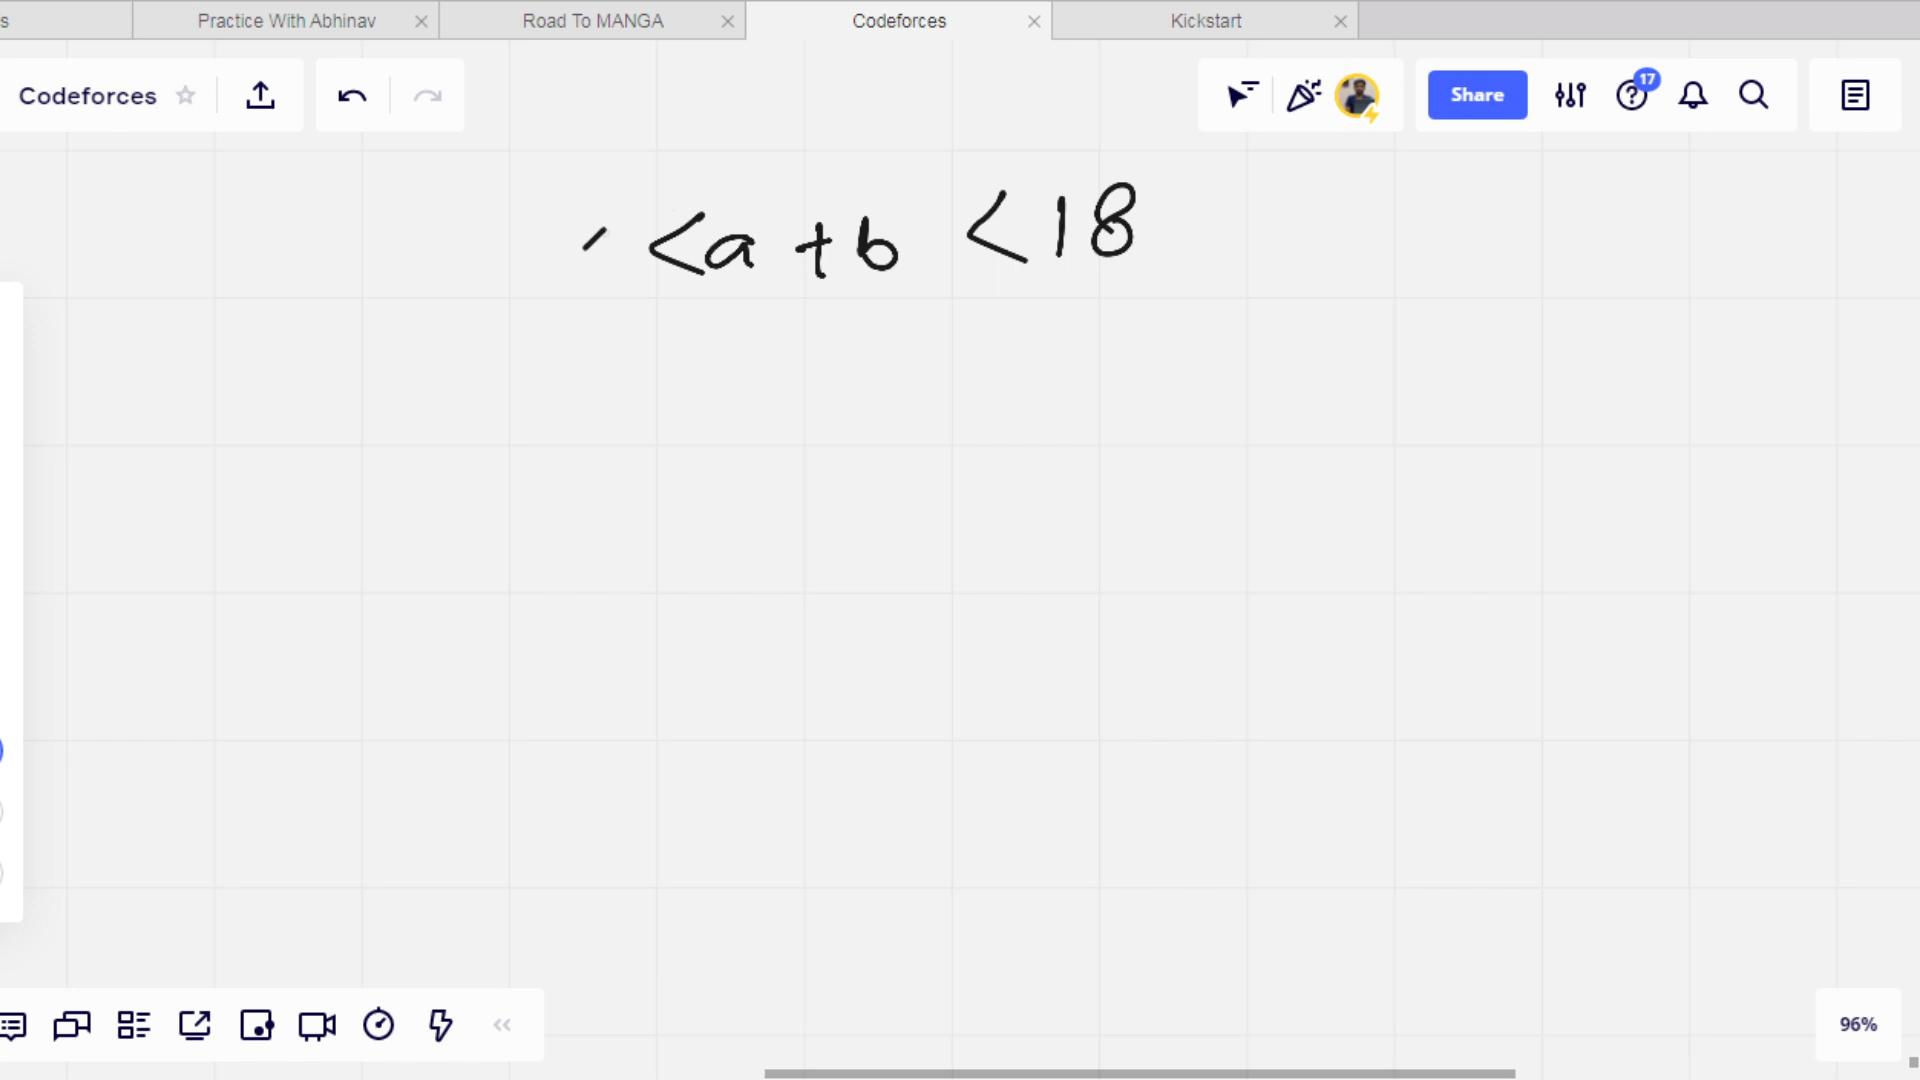 s Practice With Abhinav Road To MANGA Codeforces Kickstart
Codeforces Share 17
< a + b < 18
96%